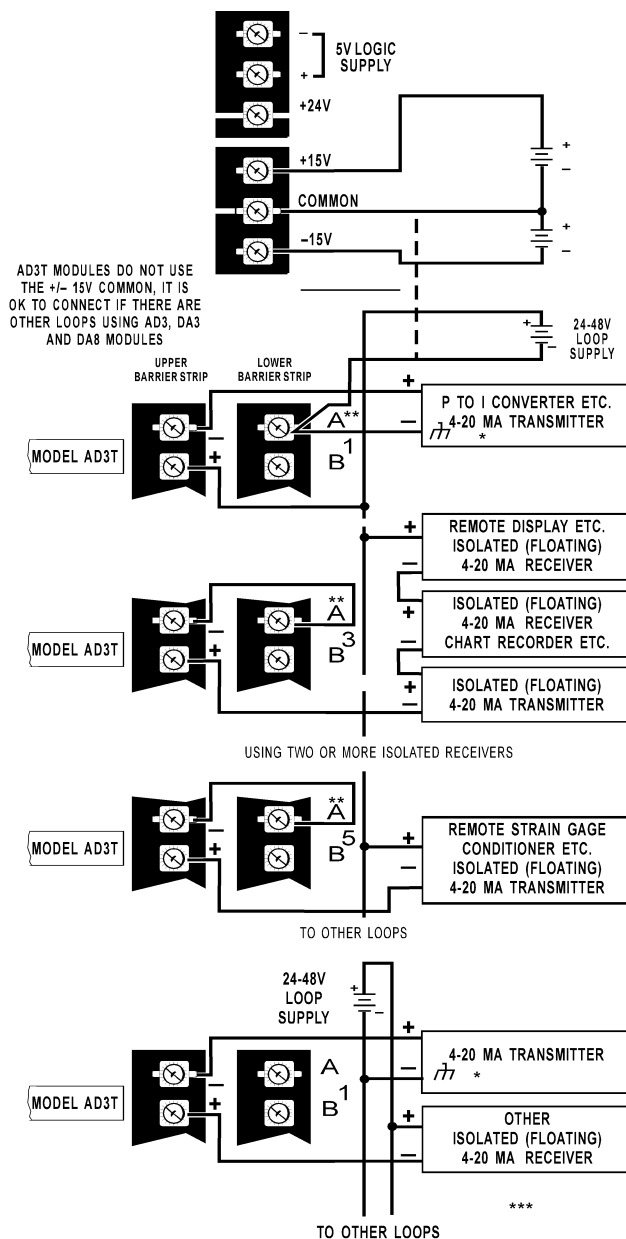 –
+
5V LOGIC
SUPPLY
+24V
+15V
COMMON
–15V
+
–
+
–
AD3T MODULES DO NOT USE
THE +/– 15V COMMON, IT IS
OK TO CONNECT IF THERE ARE
OTHER LOOPS USING AD3, DA3
AND DA8 MODULES
+
–
24-48V
LOOP
SUPPLY
UPPER
BARRIER STRIP
LOWER
BARRIER STRIP
MODEL AD3T
–
+
A**
B 1
+
–
P TO I CONVERTER ETC.
4-20 MA TRANSMITTER
*
+
–
REMOTE DISPLAY ETC.
ISOLATED (FLOATING)
4-20 MA RECEIVER
MODEL AD3T
–
+
**
A
B 3
+
–
ISOLATED (FLOATING)
4-20 MA RECEIVER
CHART RECORDER ETC.
+
–
ISOLATED (FLOATING)
4-20 MA TRANSMITTER
USING TWO OR MORE ISOLATED RECEIVERS
MODEL AD3T
–
+
**
A
B 5
+
–
REMOTE STRAIN GAGE
CONDITIONER ETC.
ISOLATED (FLOATING)
4-20 MA TRANSMITTER
TO OTHER LOOPS
24-48V
LOOP
SUPPLY
+
–
MODEL AD3T
–
+
A
B 1
+
–
4-20 MA TRANSMITTER
*
+
–
OTHER
ISOLATED (FLOATING)
4-20 MA RECEIVER
***
TO OTHER LOOPS